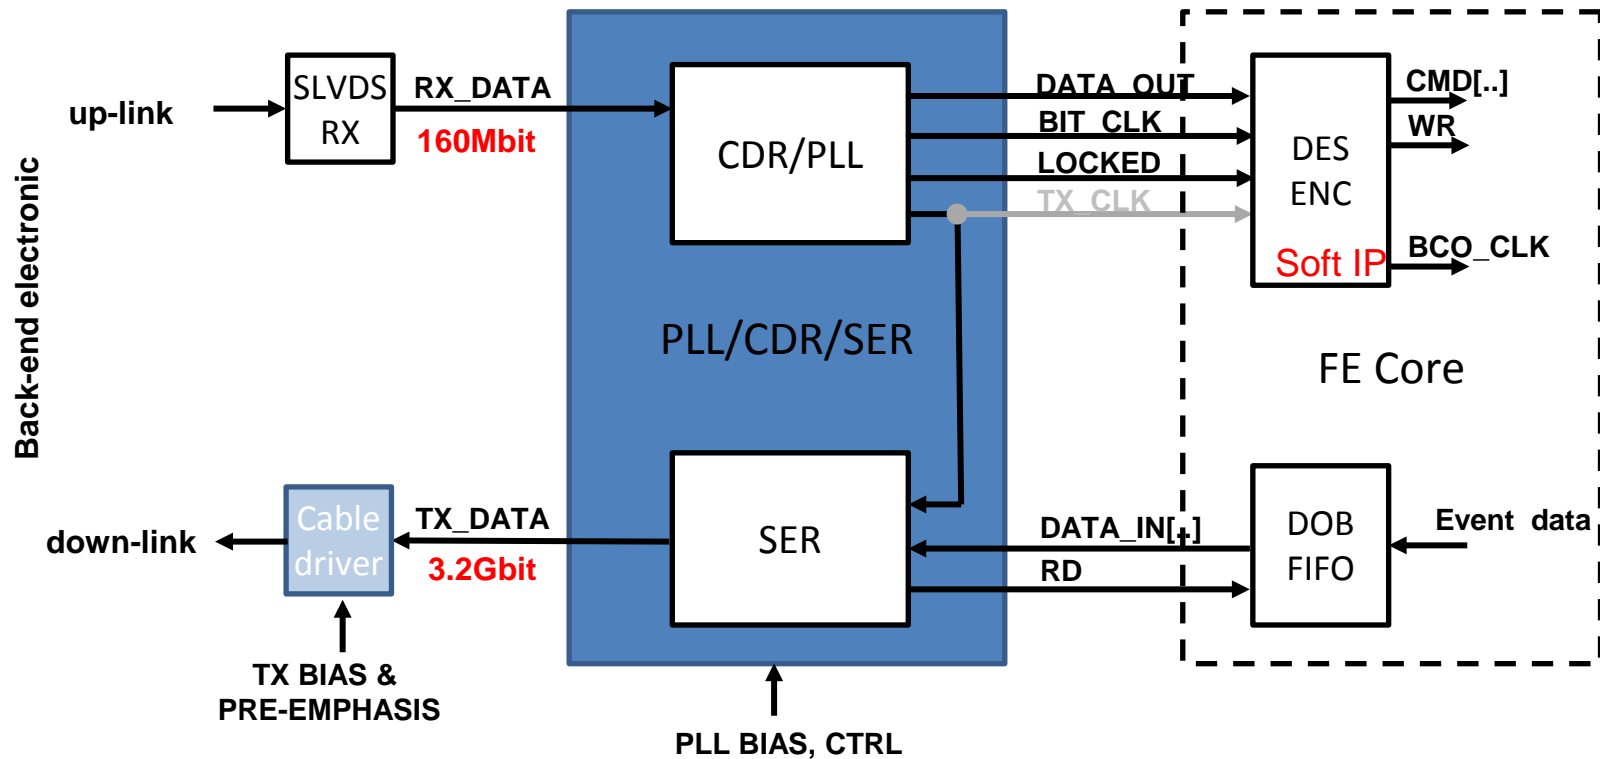 Back-end electronic
up-link
SLVDS
RX
RX_DATA
160Mbit
CDR/PLL
DATA_OUT
BIT_CLK
LOCKED
TX_CLK
DES
ENC
Soft IP
CMD[..]
WR
BCO_CLK
PLL/CDR/SER
FE Core
down-link
Cable
driver
TX_DATA
3.2Gbit
SER
DATA_IN[..]
RD
DOB
FIFO
Event data
TX BIAS &
PRE-EMPHASIS
PLL BIAS, CTRL